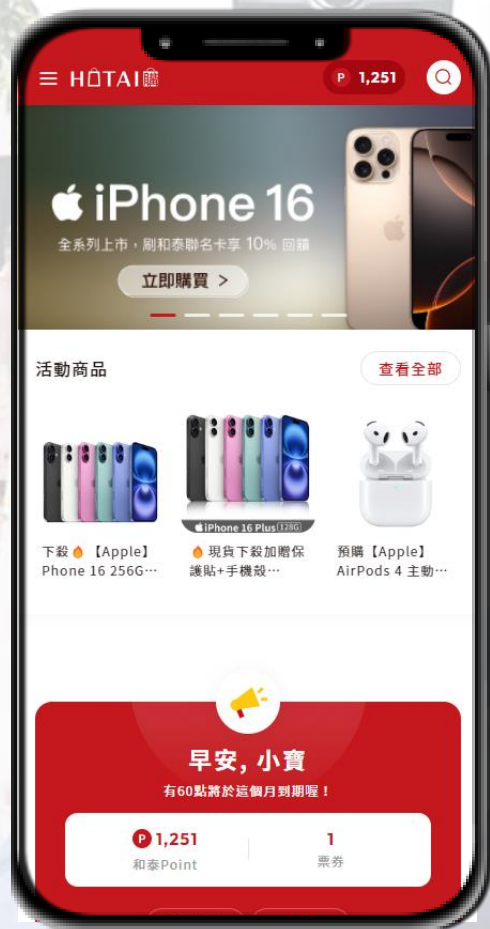 HÔTAI購
P 1,251
iPhone 16
全系列上市,刷和泰聯名卡享 10% 回饋
立即購買 >
活動商品
查看全部
iPhone 16 Plus 128G
下殺🔥【Apple】
Phone 16 256G…
🔥現貨下殺加贈保
護貼+手機殼…
預購【Apple】
AirPods 4 主動…
早安, 小寶
有60點將於這個月到期喔!
P 1,251
和泰Point
1
票券